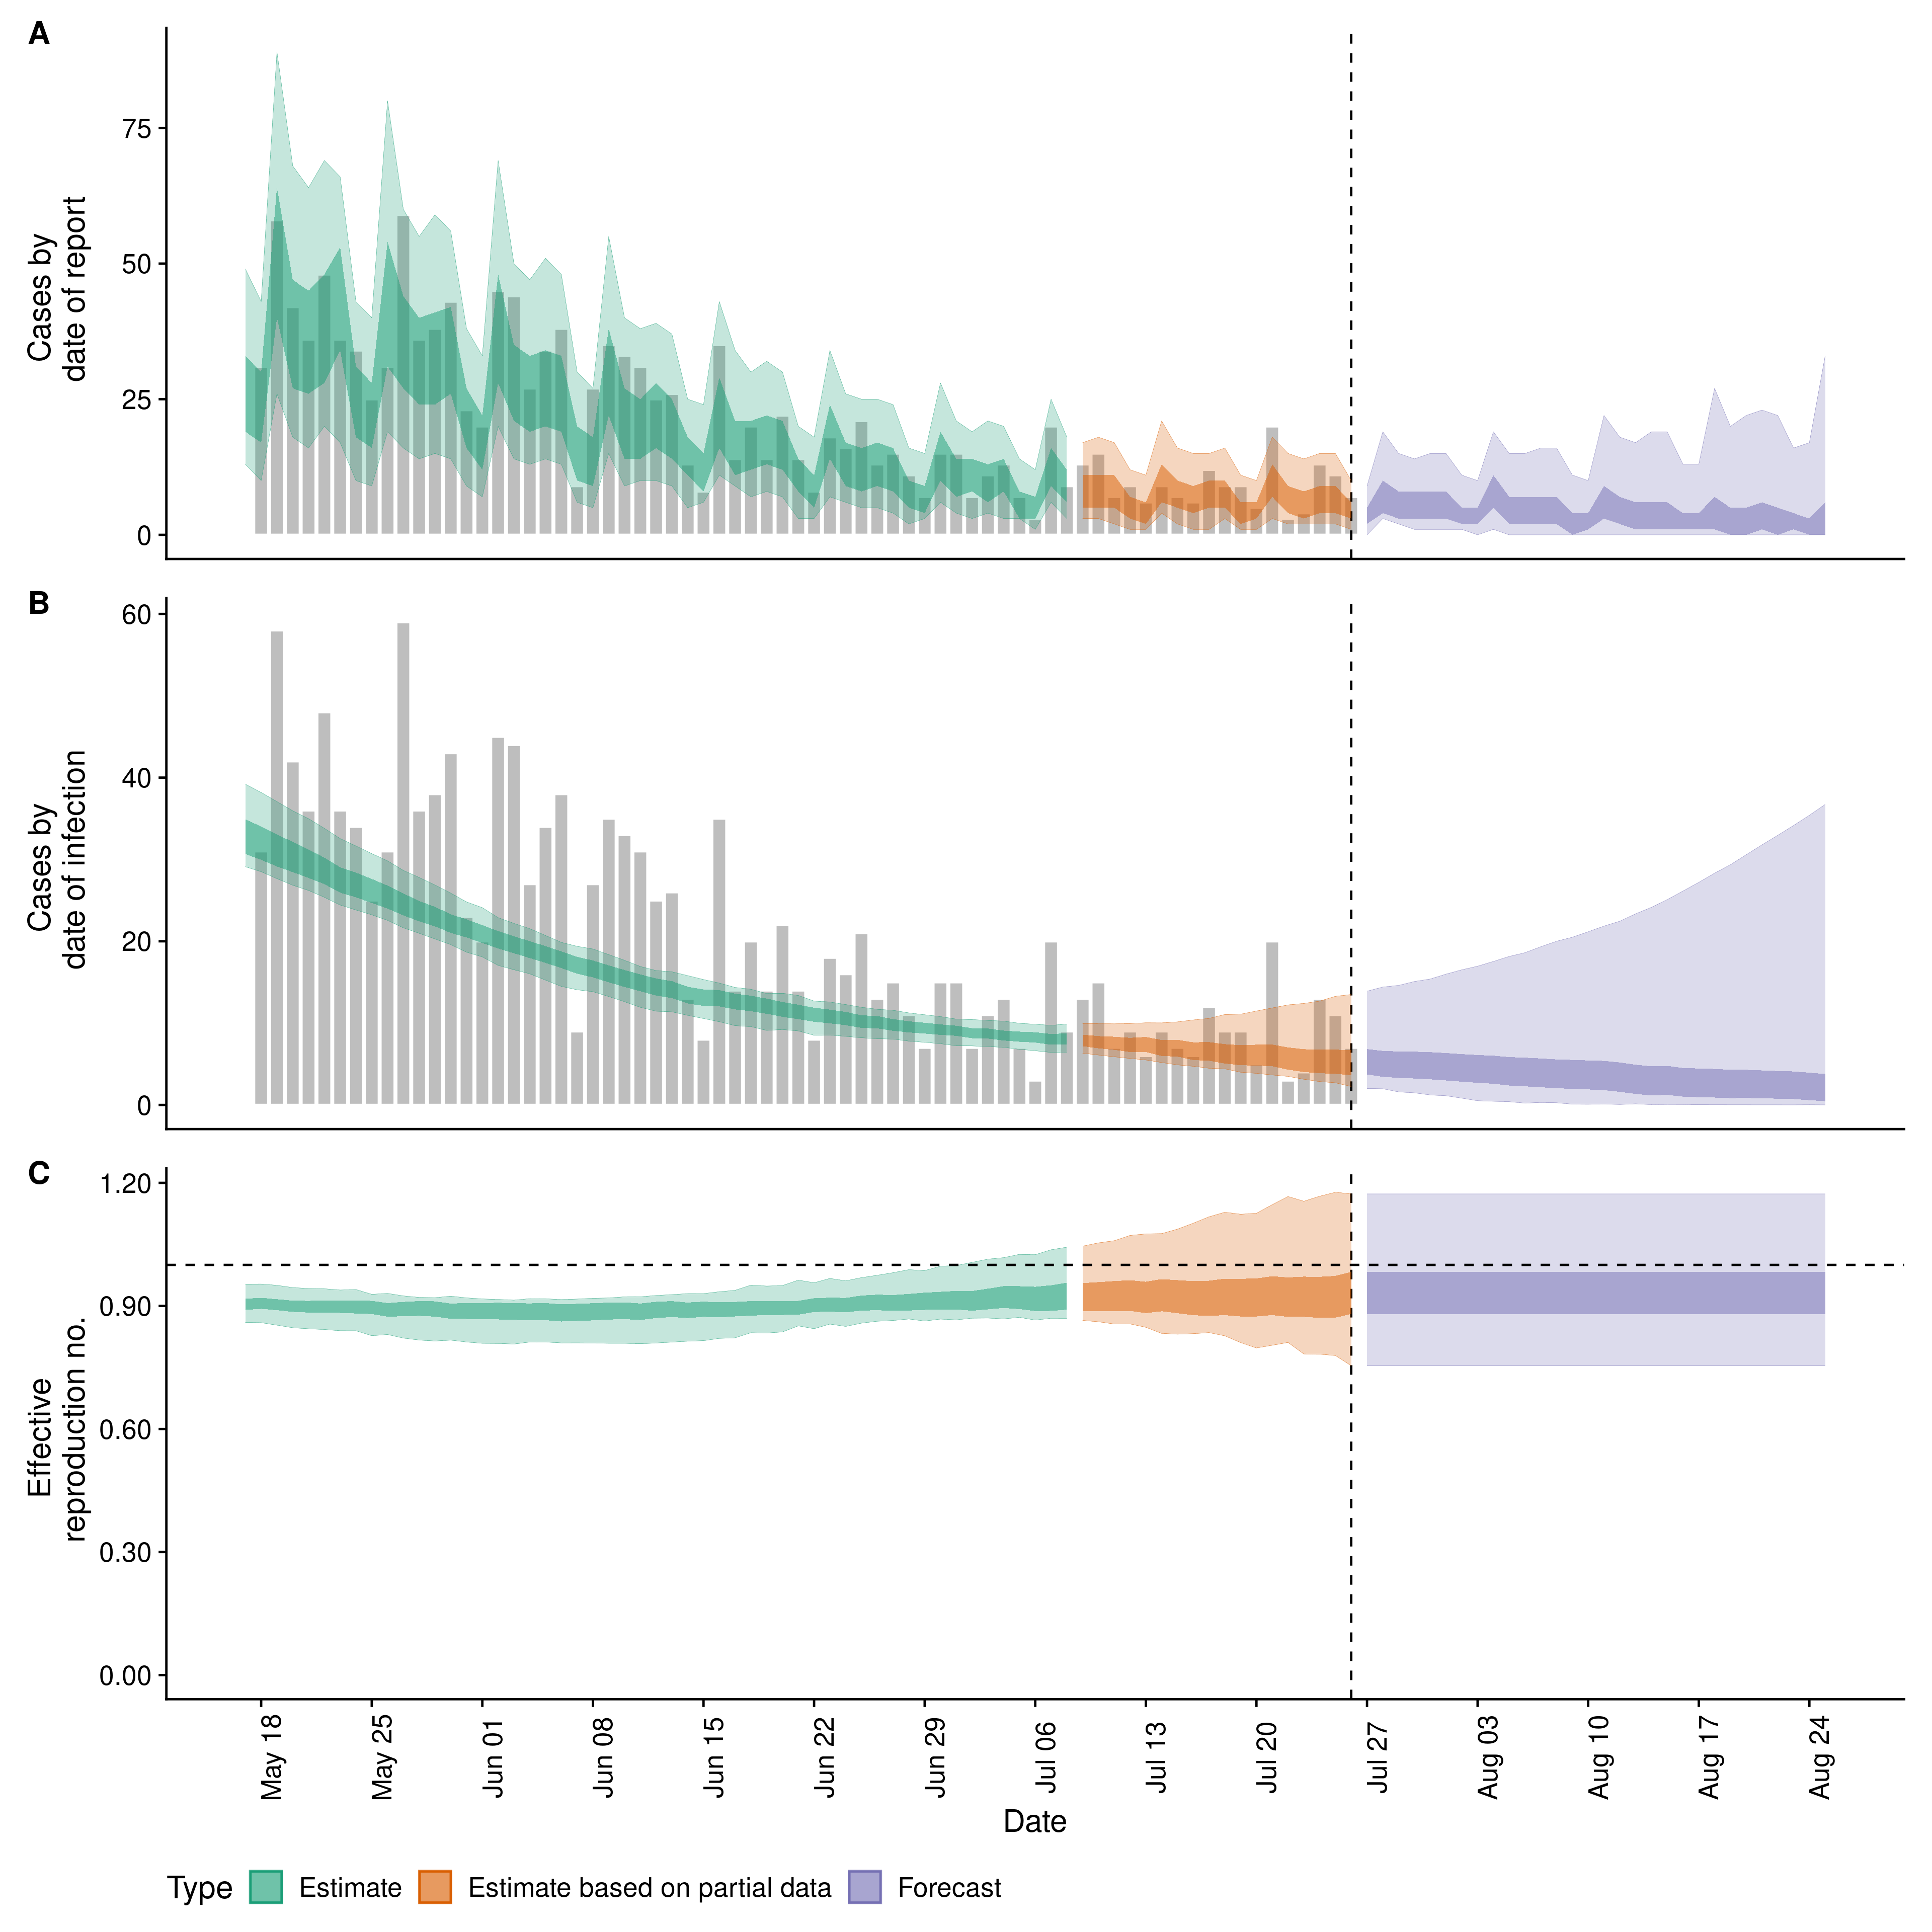 A
Cases by
date of report
75
50
25
0
B
Cases by
date of infection
60
40
20
0
C
Effective
reproduction no.
1.20
0.90
0.60
0.30
0.00
May 18
May 25
Jun 01
Jun 08
Jun 15
Jun 22
Jun 29
Jul 06
Jul 13
Jul 20
Jul 27
Aug 03
Aug 10
Aug 17
Aug 24
Date
Type Estimate Estimate based on partial data Forecast